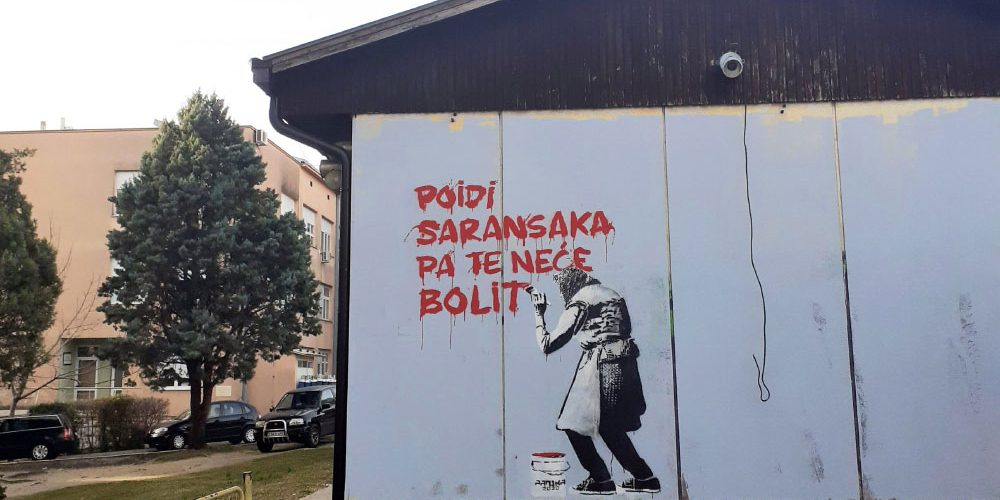 POIDI
SARANSAKA
PA TE NEĆE
BOLIT